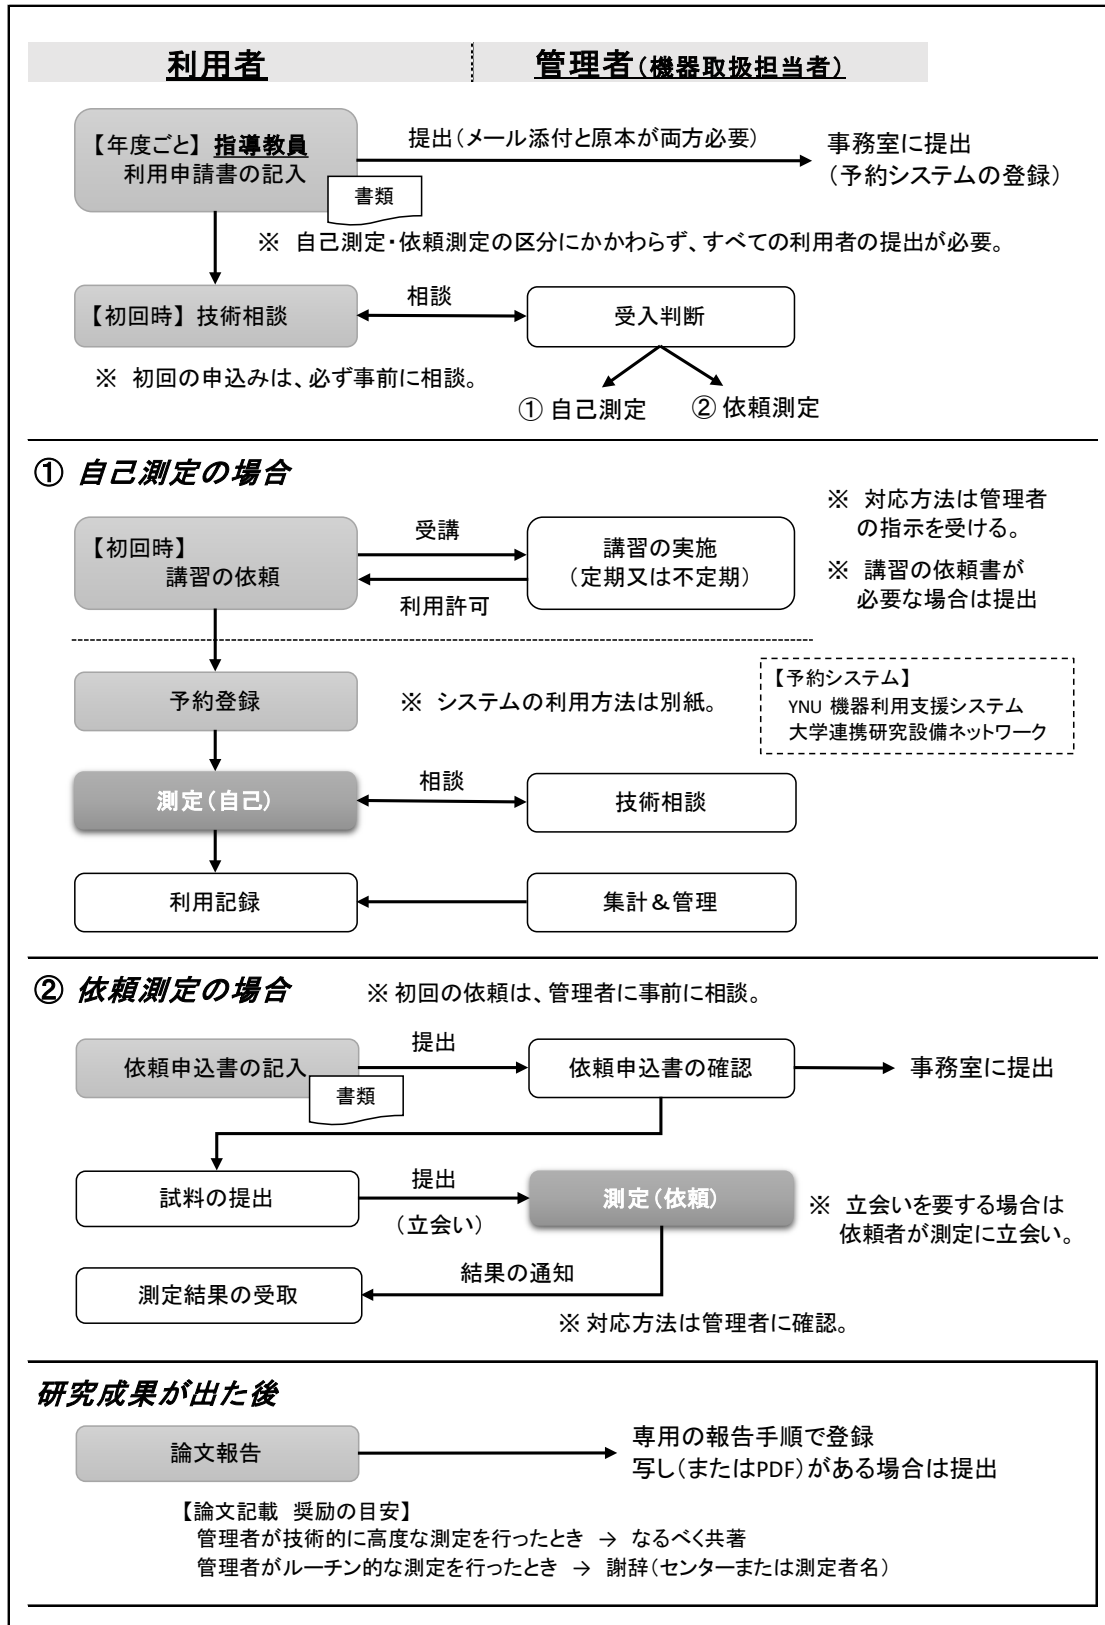 利用者
管理者(機器取扱担当者)
【年度ごと】 指導教員
利用申請書の記入
書類
提出(メール添付と原本が両方必要)
事務室に提出
(予約システムの登録)
※ 自己測定・依頼測定の区分にかかわらず、すべての利用者の提出が必要。
【初回時】 技術相談
相談
受入判断
※ 初回の申込みは、必ず事前に相談。
① 自己測定
② 依頼測定
① 自己測定の場合
【初回時】
講習の依頼
受講
利用許可
講習の実施
(定期又は不定期)
※ 対応方法は管理者
の指示を受ける。
※ 講習の依頼書が
必要な場合は提出
予約登録
※ システムの利用方法は別紙。
【予約システム】
YNU 機器利用支援システム
大学連携研究設備ネットワーク
測定(自己)
相談
技術相談
利用記録
集計&管理
② 依頼測定の場合
※ 初回の依頼は、管理者に事前に相談。
依頼申込書の記入
書類
提出
依頼申込書の確認
事務室に提出
試料の提出
提出
(立会い)
測定(依頼)
※ 立会いを要する場合は
依頼者が測定に立会い。
測定結果の受取
結果の通知
※ 対応方法は管理者に確認。
研究成果が出た後
論文報告
専用の報告手順で登録
写し(またはPDF)がある場合は提出
【論文記載 奨励の目安】
管理者が技術的に高度な測定を行ったとき → なるべく共著
管理者がルーチン的な測定を行ったとき → 謝辞(センターまたは測定者名)